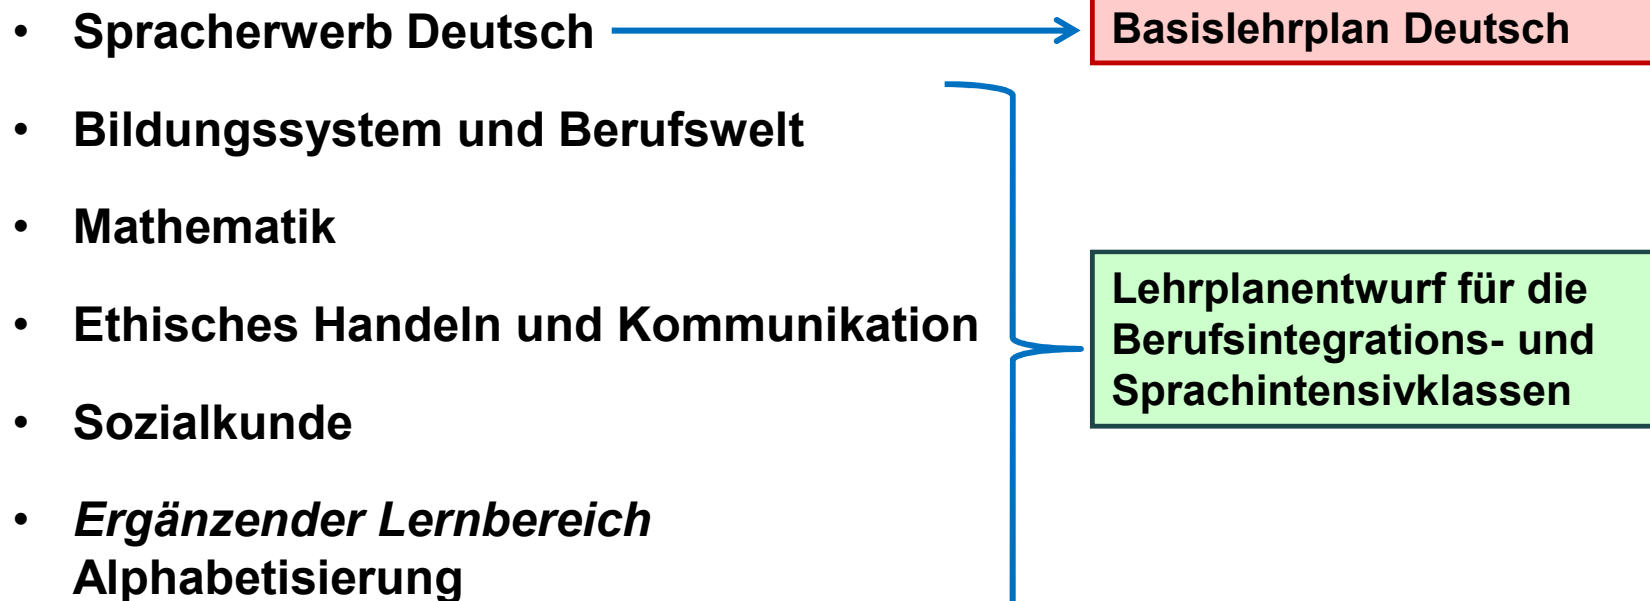 • Spracherwerb Deutsch
Basislehrplan Deutsch
• Bildungssystem und Berufswelt
• Mathematik
• Ethisches Handeln und Kommunikation
• Sozialkunde
• Ergänzender Lernbereich
Alphabetisierung
Lehrplanentwurf für die
Berufsintegrations- und
Sprachintensivklassen